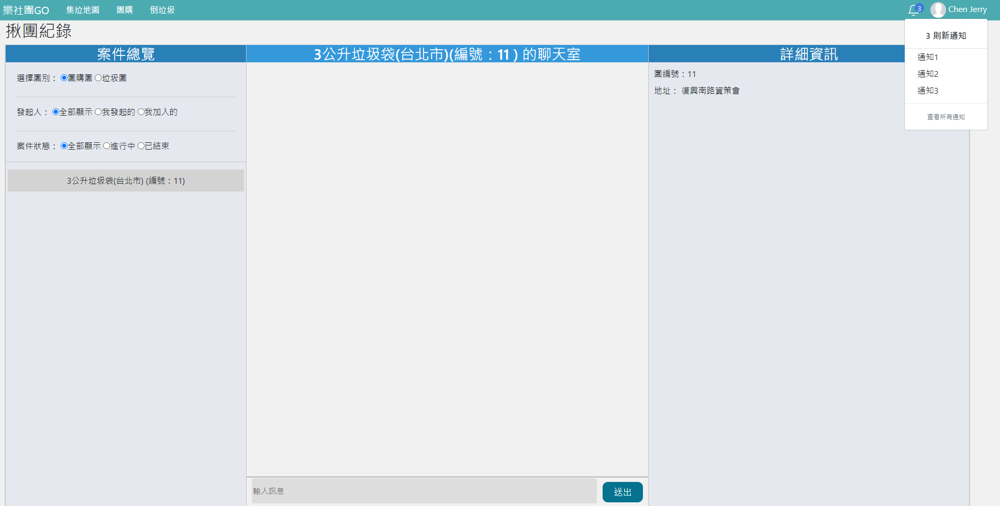 樂社團GO 集垃地圖 團購 倒垃圾 3 Chen Jerry
揪團紀錄
3 則新通知
通知1
通知2
通知3
查看所有通知
案件總覽
選擇團別： 團購團 垃圾團
發起人： 全部顯示 我發起的 我加入的
案件狀態： 全部顯示 進行中 已結束
3公升垃圾袋(台北市) (編號：11)
3公升垃圾袋(台北市)(編號：11 ) 的聊天室
輸入訊息 送出
詳細資訊
團編號：11
地址： 復興南路資策會